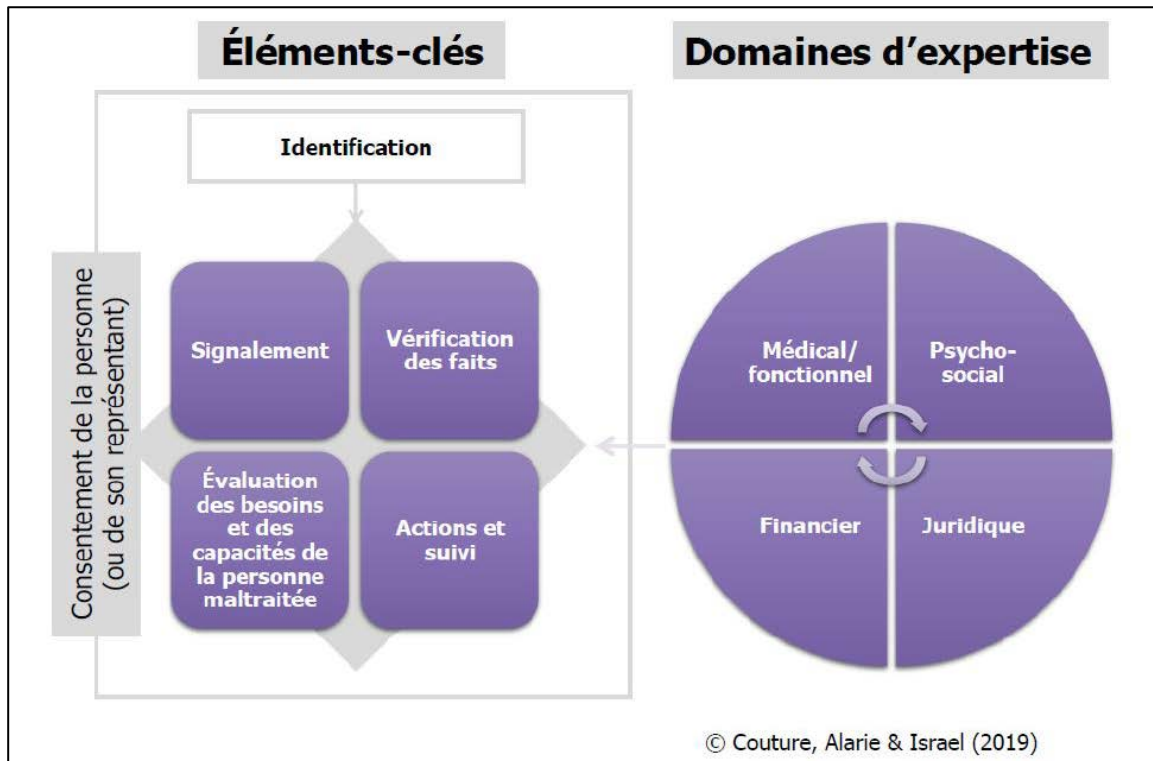 Éléments-clés
Domaines d’expertise
Identification
Consentement de la personne
(ou de son représentant)
Signalement
Vérification
des faits
Évaluation
des besoins
et des
capacités de
la personne
maltraitée
Actions et
suivi
Médical/
fonctionnel
Psycho-
social
Financier
Juridique
© Couture, Alarie & Israel (2019)